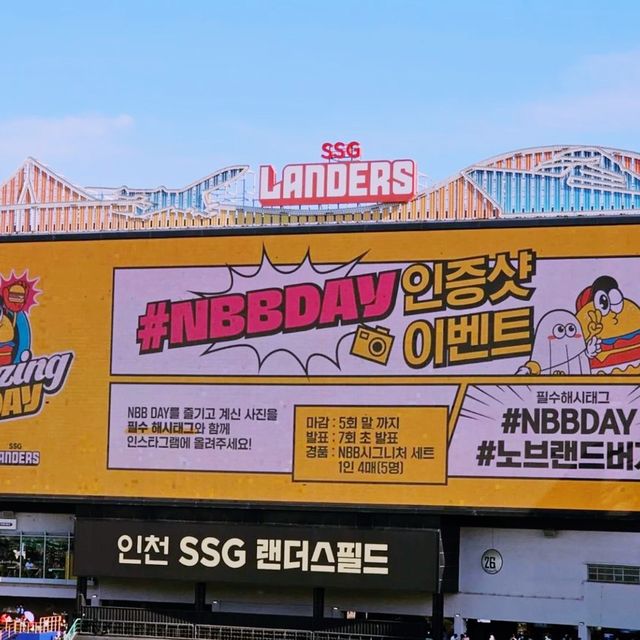 SSG
LANDERS
#NBBDAY 인증샷
이벤트
zing
DAY
SSG
LANDERS
NBB DAY를 즐기고 계신 사진을
필수 해시태그와 함께
인스타그램에 올려주세요!
마감 : 5회 말 까지
발표 : 7회 초 발표
경품 : NBB시그니처 세트
1인 4매(5명)
필수해시태그
#NBBDAY
#노브랜드버거
인천 SSG 랜더스필드
26